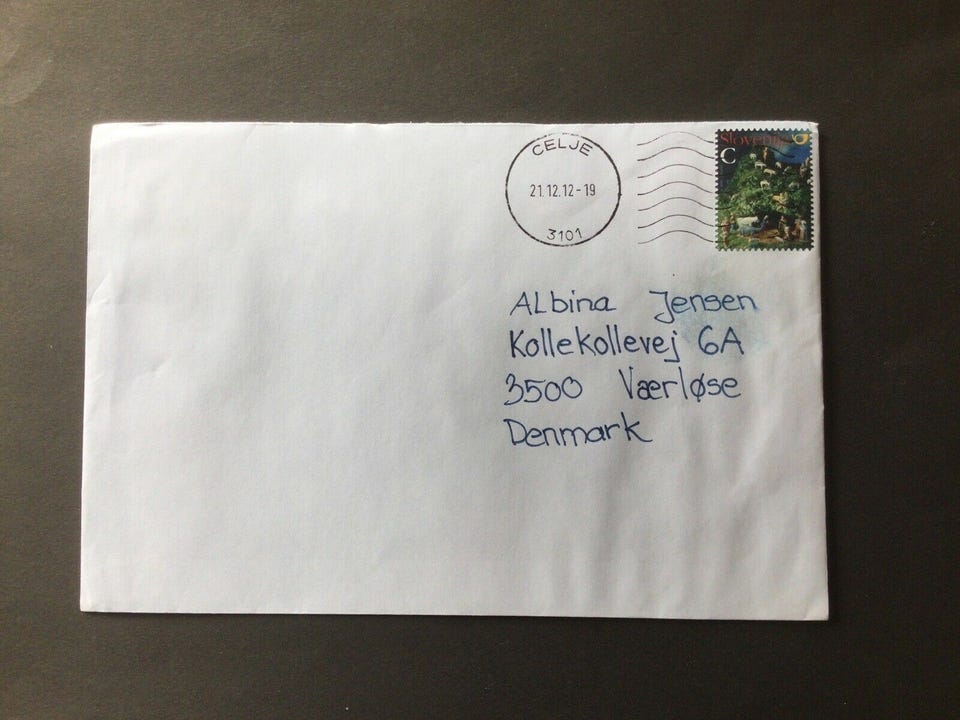 CELJE
21.12.12-19
3101
Slovenija
C
Albina Jensen
Kollekollevej 6A
3500 Værløse
Denmark